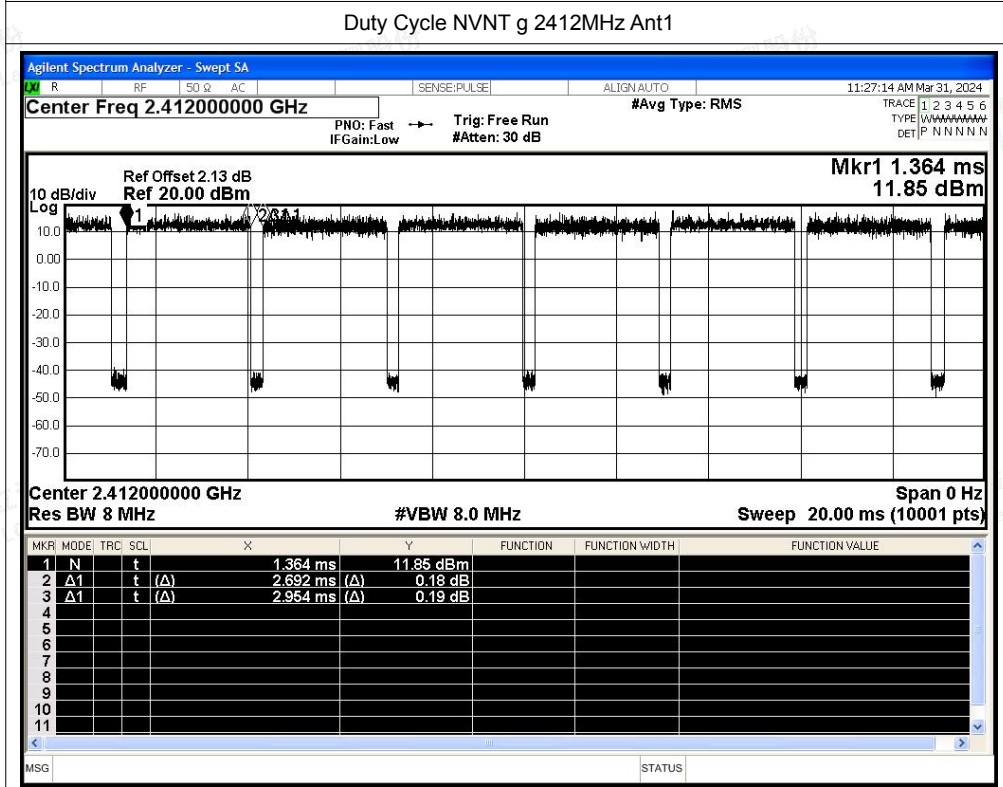 Duty Cycle NVNT g 2412MHz Ant1
Agilent Spectrum Analyzer - Swept SA
LXI R RF 50 Ω AC SENSE:PULSE ALIGN AUTO 11:27:14 AM Mar 31, 2024
Center Freq 2.412000000 GHz #Avg Type: RMS TRACE 1 2 3 4 5 6
PNO: Fast Trig: Free Run TYPE WWWWWW
IFGain:Low #Atten: 30 dB DET P N N N N N
Mkr1 1.364 ms
Ref Offset 2.13 dB
10 dB/div Ref 20.00 dBm 11.85 dBm
Log
1
10.0
0.00
-10.0
-20.0
-30.0
-40.0
-50.0
-60.0
-70.0
Center 2.412000000 GHz Span 0 Hz
Res BW 8 MHz #VBW 8.0 MHz Sweep 20.00 ms (10001 pts)
MKR MODE TRC SCL X Y FUNCTION FUNCTION WIDTH FUNCTION VALUE
1 N t 1.364 ms 11.85 dBm
2 Δ1 t (Δ) 2.692 ms (Δ) 0.18 dB
3 Δ1 t (Δ) 2.954 ms (Δ) 0.19 dB
4
5
6
7
8
9
10
11
MSG STATUS